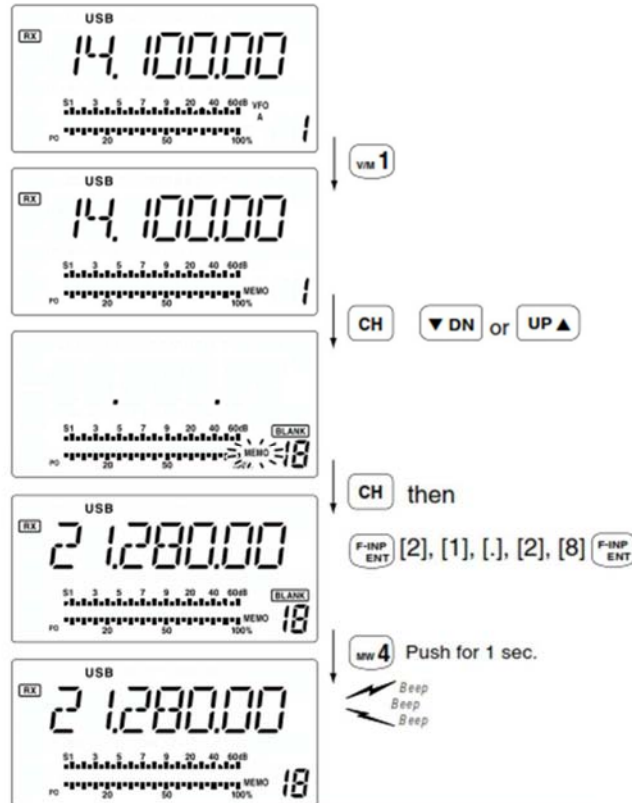 USB
RX 14.100.00
S1 3 5 7 9 20 40 60dB VFO
A
PO 20 50 100% 1
V/M 1
USB
RX 14.100.00
S1 3 5 7 9 20 40 60dB
PO 20 50 100% MEMO 1
CH ▼ DN or UP ▲
. .
S1 3 5 7 9 20 40 60dB BLANK
PO 20 50 MEMO 18
CH then
F-INP ENT [2], [1], [.], [2], [8] F-INP ENT
USB
RX 21.280.00
S1 3 5 7 9 20 40 60dB BLANK
PO 20 50 100% MEMO 18
MW 4 Push for 1 sec.
Beep
Beep
Beep
USB
RX 21.280.00
S1 3 5 7 9 20 40 60dB
PO 20 50 100% MEMO 18